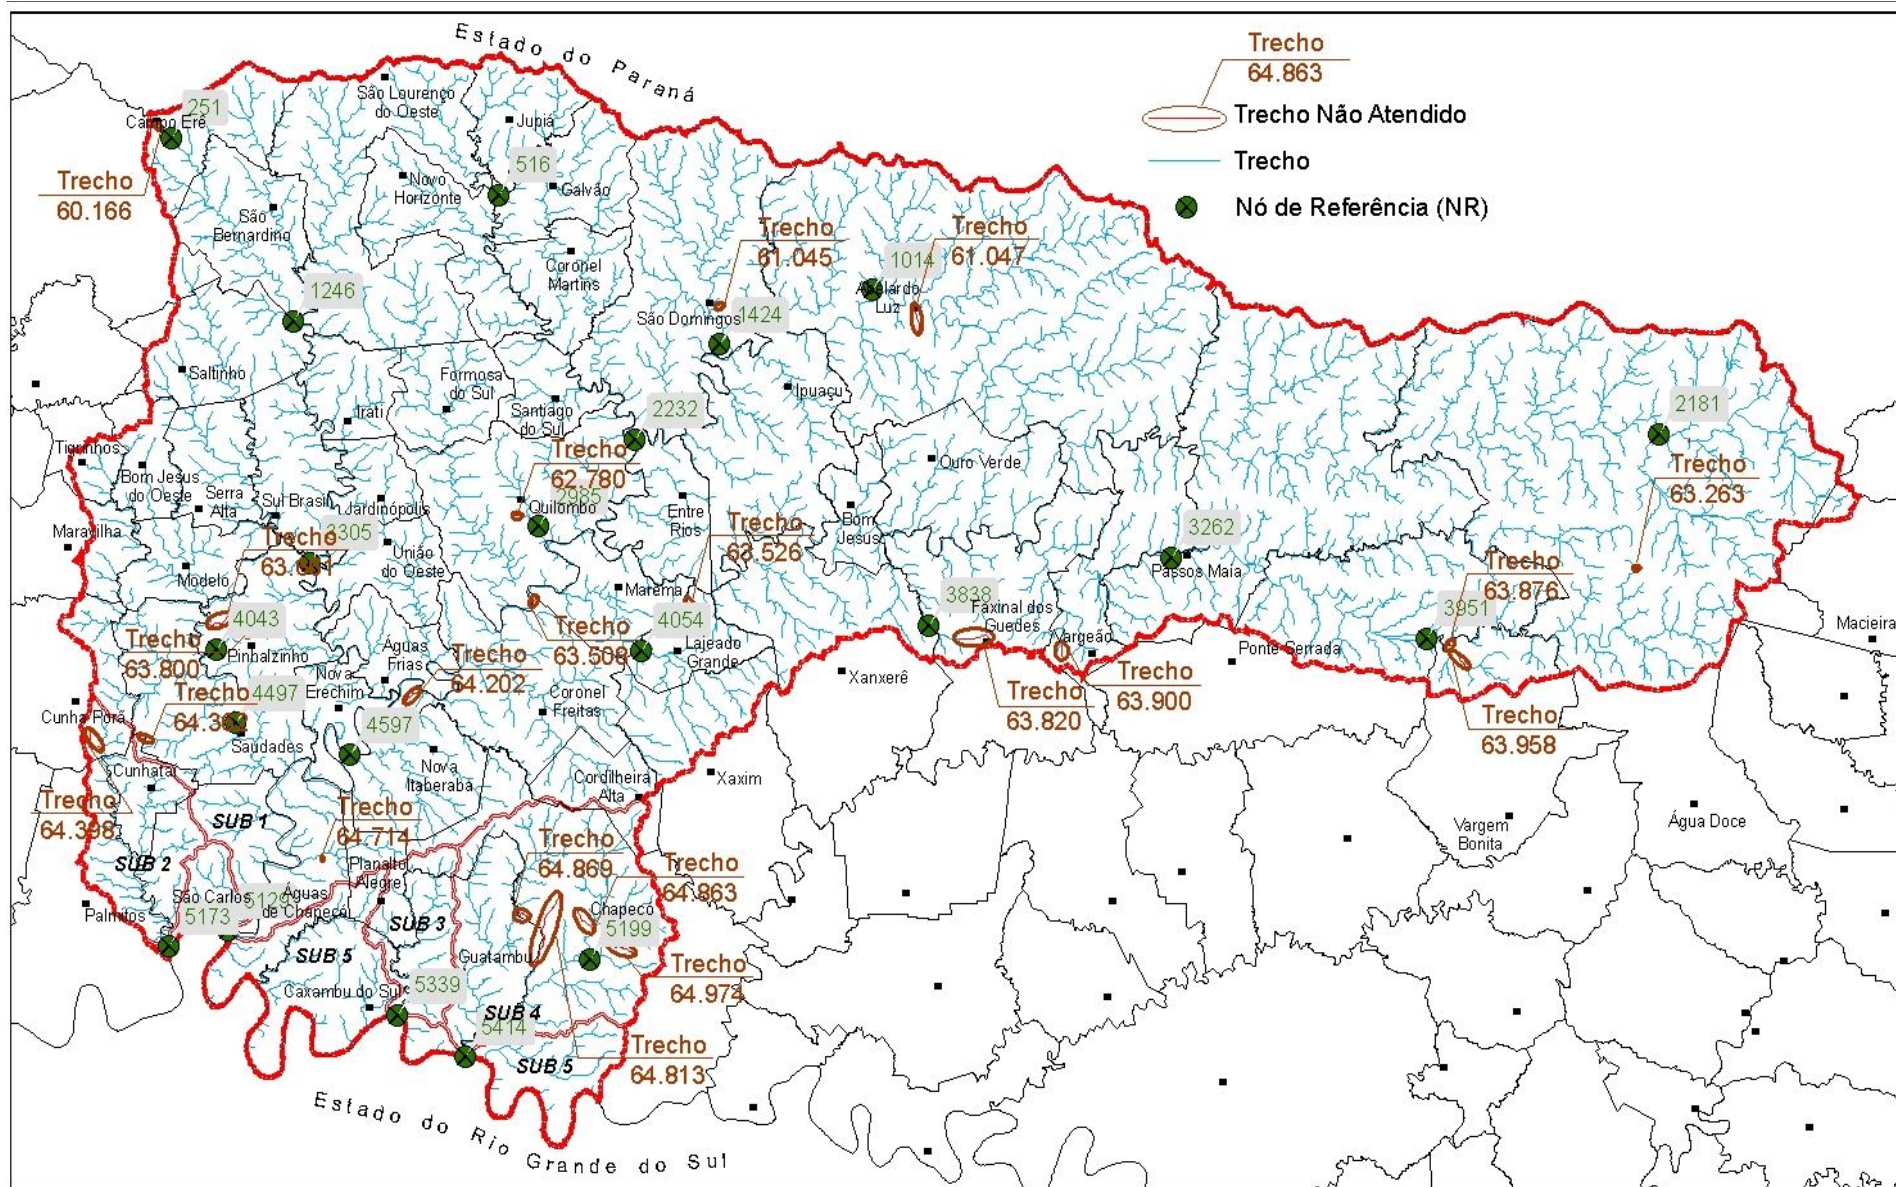 Estado do Paraná
Trecho
64.863
Trecho Não Atendido
Trecho
Nó de Referência (NR)
251
Campo Erê
São Lourenço
do Oeste
Jupiá
516
Trecho
60.166
Novo
Horizonte
Galvão
São
Bernardino
Trecho
61.045
Trecho
61.047
1014
Abelardo
Luz
Coronel
Martins
1246
São Domingos
1424
Saltinho
Formosa
do Sul
Ipuaçu
Irati
Santiago
do Sul
2232
2181
Tigrinhos
Trecho
62.780
Ouro Verde
Trecho
63.263
Bom Jesus
do Oeste
Serra
Alta
Sul Brasil
Jardinópolis
2985
Quilombo
Entre
Rios
Bom
Jesus
Trecho
63.526
3262
Passos Maia
Maravilha
3305
Trecho
União
do Oeste
Modelo
Marema
Trecho
63.876
3838
Faxinal dos
Guedes
3951
4043
4054
Macieira
Trecho
63.800
Pinhalzinho
Águas
Frias
Trecho
64.202
Trecho
63.508
Lajeado
Grande
Vargeão
Ponte Serrada
Nova
Erechim
Xanxerê
Trecho
4497
Coronel
Freitas
Trecho
63.820
Trecho
63.900
Trecho
63.958
Cunha Porã
Saudades
4597
Cunhataí
Nova
Itaberaba
Cordilheira
Alta
Xaxim
Trecho
64.398
SUB 1
Trecho
64.714
Trecho
64.869
Vargem
Bonita
Água Doce
SUB 2
Planalto
Alegre
Trecho
64.863
São Carlos
5129
Águas
de Chapecó
Palmitos
5173
SUB 3
Chapecó
5199
SUB 5
Guatambu
Trecho
64.974
Caxambu do Sul
5339
SUB 4
5414
Trecho
64.813
SUB 5
Estado do Rio Grande do Sul